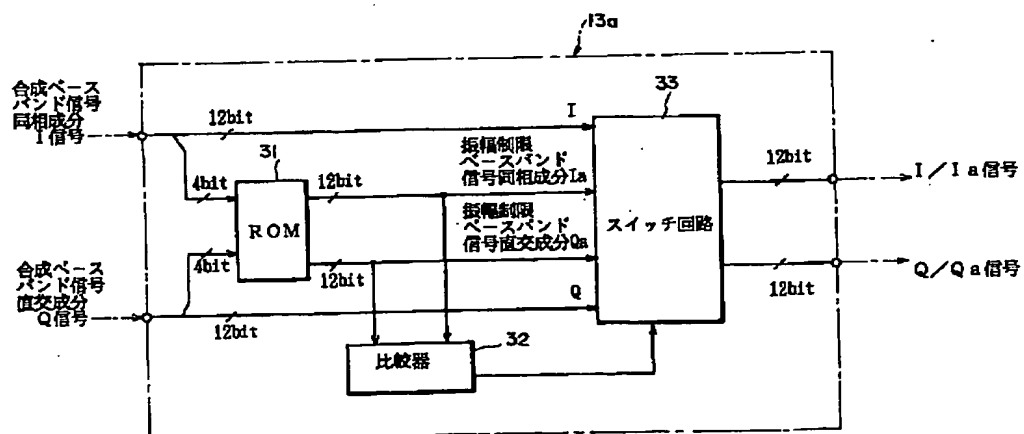 13a
合成ベース
バンド信号
同相成分
I信号
12bit
I
33
31
4bit
ROM
12bit
振幅制限
ベースバンド
信号同相成分Ia
振幅制限
ベースバンド
信号直交成分Qa
スイッチ回路
12bit
I/Ia信号
4bit
12bit
12bit
Q/Qa信号
合成ベース
バンド信号
直交成分
Q信号
12bit
Q
32
比較器